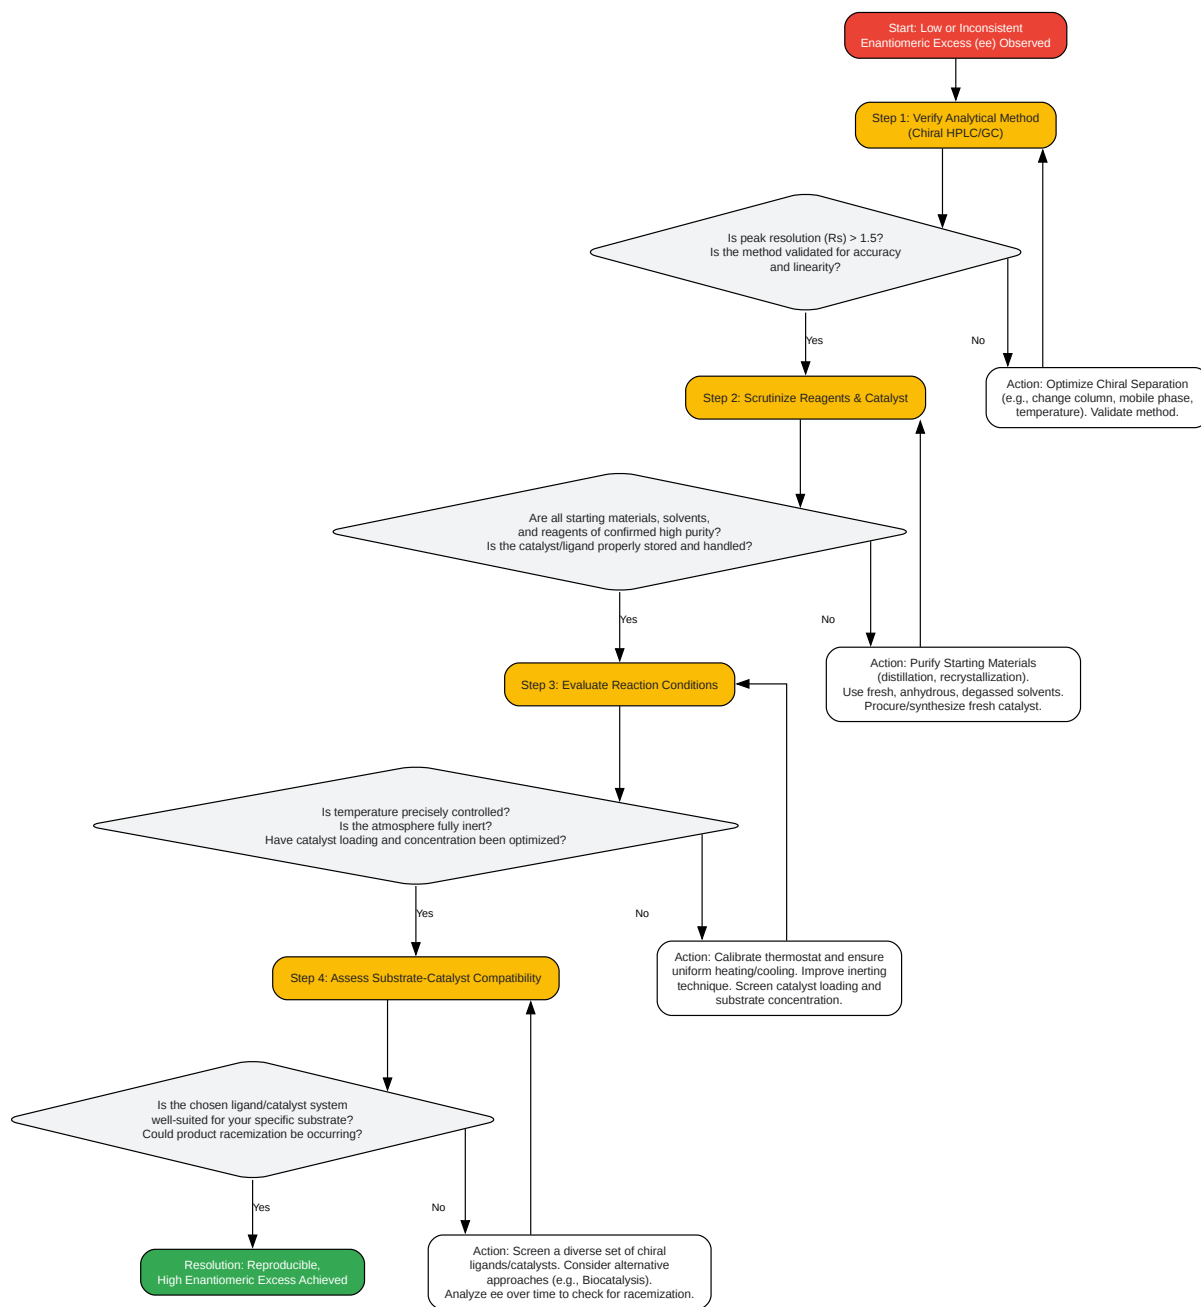 Start: Low or Inconsistent
Enantiomeric Excess (ee) Observed
Step 1: Verify Analytical Method
(Chiral HPLC/GC)
Is peak resolution (Rs) > 1.5?
Is the method validated for accuracy
and linearity?
Yes
No
Action: Optimize Chiral Separation
(e.g., change column, mobile phase,
temperature). Validate method.
Step 2: Scrutinize Reagents & Catalyst
Are all starting materials, solvents,
and reagents of confirmed high purity?
Is the catalyst/ligand properly stored and handled?
Yes
No
Action: Purify Starting Materials
(distillation, recrystallization).
Use fresh, anhydrous, degassed solvents.
Procure/synthesize fresh catalyst.
Step 3: Evaluate Reaction Conditions
Is temperature precisely controlled?
Is the atmosphere fully inert?
Have catalyst loading and concentration been optimized?
Yes
No
Action: Calibrate thermostat and ensure
uniform heating/cooling. Improve inerting
technique. Screen catalyst loading and
substrate concentration.
Step 4: Assess Substrate-Catalyst Compatibility
Is the chosen ligand/catalyst system
well-suited for your specific substrate?
Could product racemization be occurring?
Yes
No
Action: Screen a diverse set of chiral
ligands/catalysts. Consider alternative
approaches (e.g., Biocatalysis).
Analyze ee over time to check for racemization.
Resolution: Reproducible,
High Enantiomeric Excess Achieved